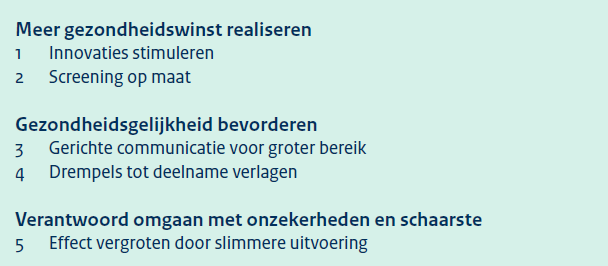 Meer gezondheidswinst realiseren
1 Innovaties stimuleren
2 Screening op maat
Gezondheidsgelijkheid bevorderen
3 Gerichte communicatie voor groter bereik
4 Drempels tot deelname verlagen
Verantwoord omgaan met onzekerheden en schaarste
5 Effect vergroten door slimmere uitvoering